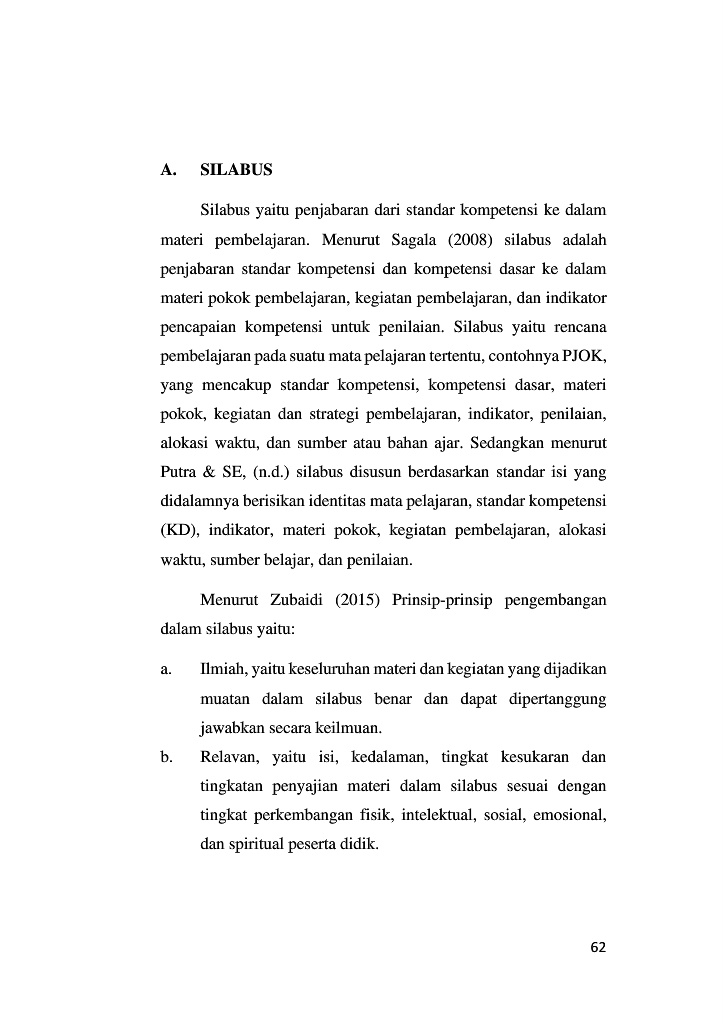 A. SILABUS
Silabus yaitu penjabaran dari standar kompetensi ke dalam
materi pembelajaran. Menurut Sagala (2008) silabus adalah
penjabaran standar kompetensi dan kompetensi dasar ke dalam
materi pokok pembelajaran, kegiatan pembelajaran, dan indikator
pencapaian kompetensi untuk penilaian. Silabus yaitu rencana
pembelajaran pada suatu mata pelajaran tertentu, contohnya PJOK,
yang mencakup standar kompetensi, kompetensi dasar, materi
pokok, kegiatan dan strategi pembelajaran, indikator, penilaian,
alokasi waktu, dan sumber atau bahan ajar. Sedangkan menurut
Putra & SE, (n.d.) silabus disusun berdasarkan standar isi yang
didalamnya berisikan identitas mata pelajaran, standar kompetensi
(KD), indikator, materi pokok, kegiatan pembelajaran, alokasi
waktu, sumber belajar, dan penilaian.
Menurut Zubaidi (2015) Prinsip-prinsip pengembangan
dalam silabus yaitu:
a. Ilmiah, yaitu keseluruhan materi dan kegiatan yang dijadikan
muatan dalam silabus benar dan dapat dipertanggung
jawabkan secara keilmuan.
b. Relavan, yaitu isi, kedalaman, tingkat kesukaran dan
tingkatan penyajian materi dalam silabus sesuai dengan
tingkat perkembangan fisik, intelektual, sosial, emosional,
dan spiritual peserta didik.
62